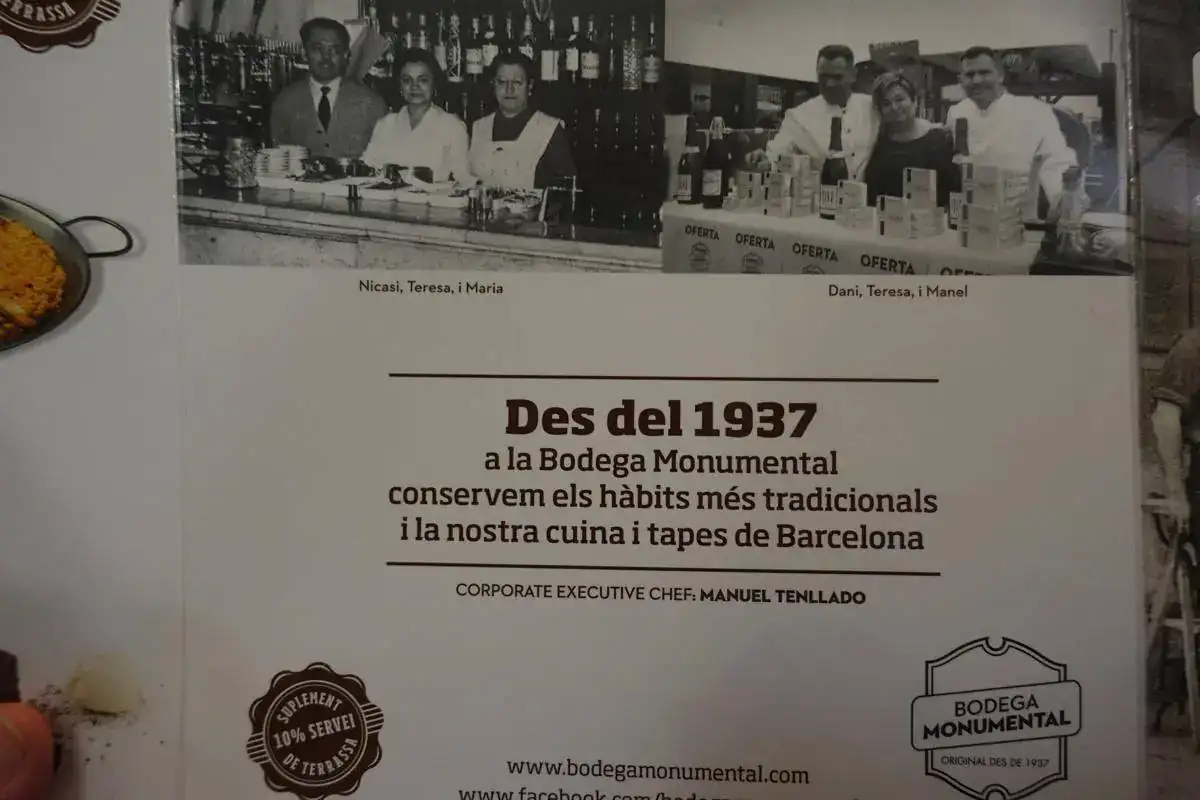 TERRASSA
OFERTA OFERTA OFERTA OFERTA
Nicasi, Teresa, i Maria
Dani, Teresa, i Manel
Des del 1937
a la Bodega Monumental
conservem els hàbits més tradicionals
i la nostra cuina i tapes de Barcelona
CORPORATE EXECUTIVE CHEF: MANUEL TENLLADO
SUPLEMENT
10% SERVEI
DE TERRASSA
BODEGA
MONUMENTAL
ORIGINAL DES DE 1937
www.bodegamonumental.com